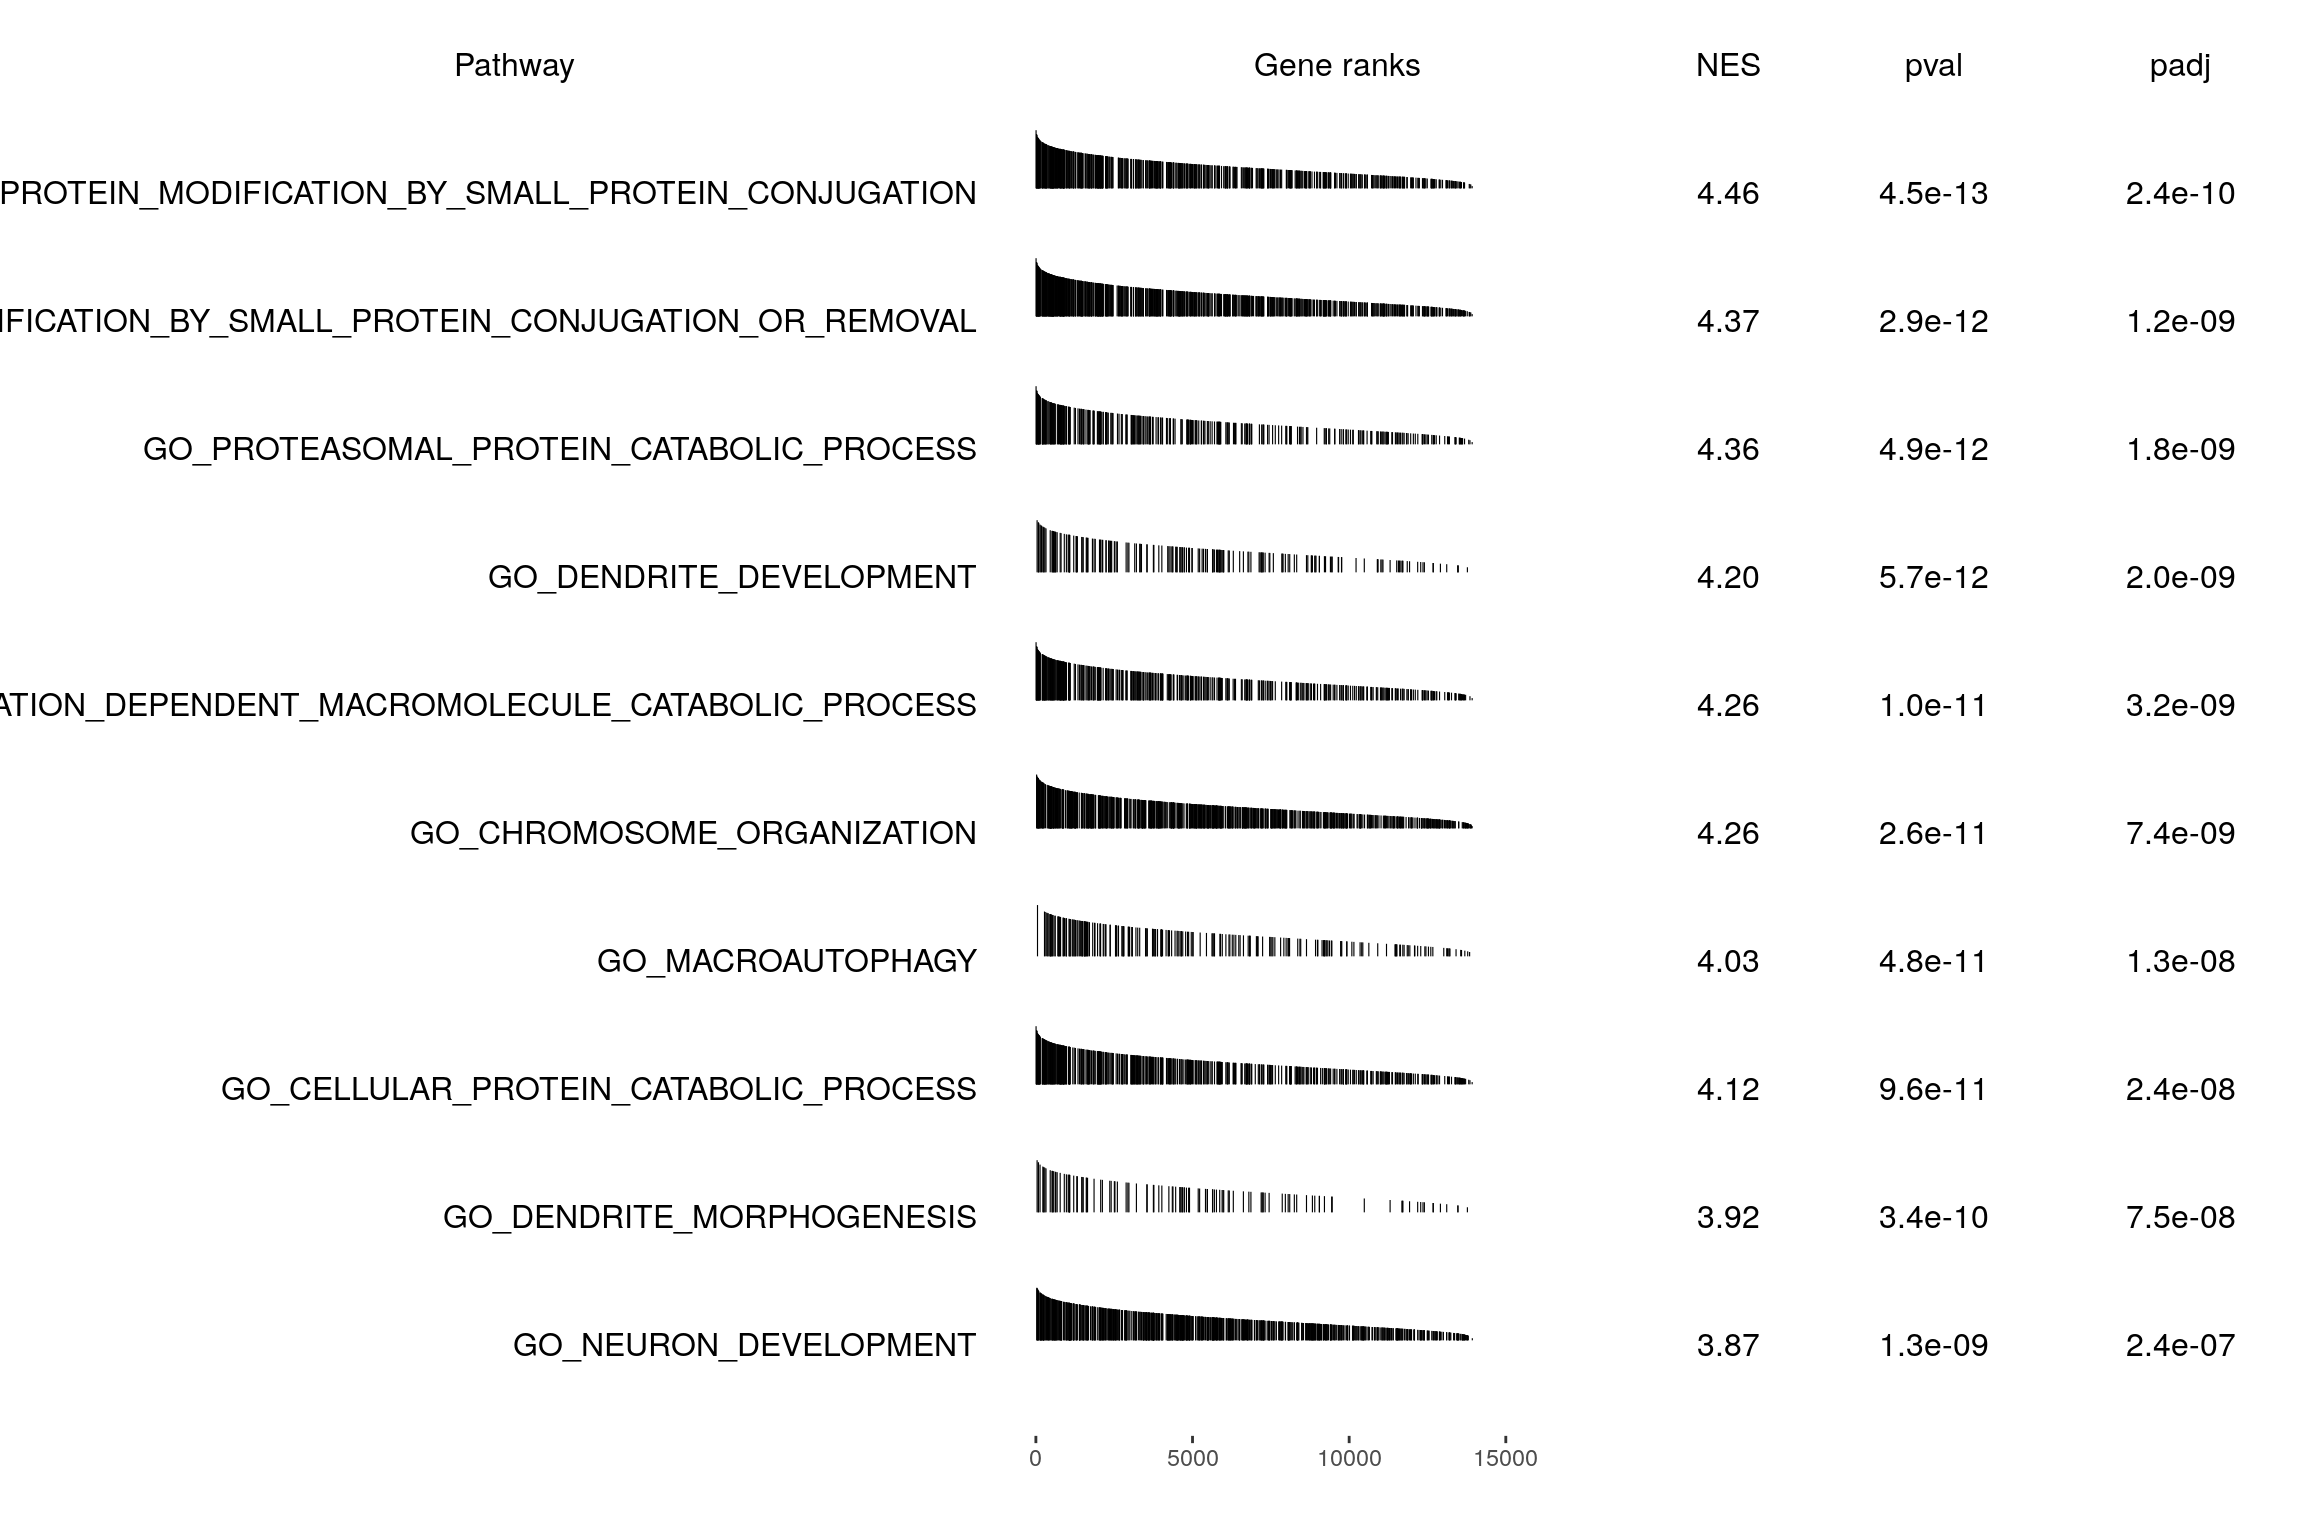 Pathway Gene ranks NES pval padj
PROTEIN_MODIFICATION_BY_SMALL_PROTEIN_CONJUGATION 4.46 4.5e-13 2.4e-10
IFICATION_BY_SMALL_PROTEIN_CONJUGATION_OR_REMOVAL 4.37 2.9e-12 1.2e-09
GO_PROTEASOMAL_PROTEIN_CATABOLIC_PROCESS 4.36 4.9e-12 1.8e-09
GO_DENDRITE_DEVELOPMENT 4.20 5.7e-12 2.0e-09
ATION_DEPENDENT_MACROMOLECULE_CATABOLIC_PROCESS 4.26 1.0e-11 3.2e-09
GO_CHROMOSOME_ORGANIZATION 4.26 2.6e-11 7.4e-09
GO_MACROAUTOPHAGY 4.03 4.8e-11 1.3e-08
GO_CELLULAR_PROTEIN_CATABOLIC_PROCESS 4.12 9.6e-11 2.4e-08
GO_DENDRITE_MORPHOGENESIS 3.92 3.4e-10 7.5e-08
GO_NEURON_DEVELOPMENT 3.87 1.3e-09 2.4e-07
0 5000 10000 15000